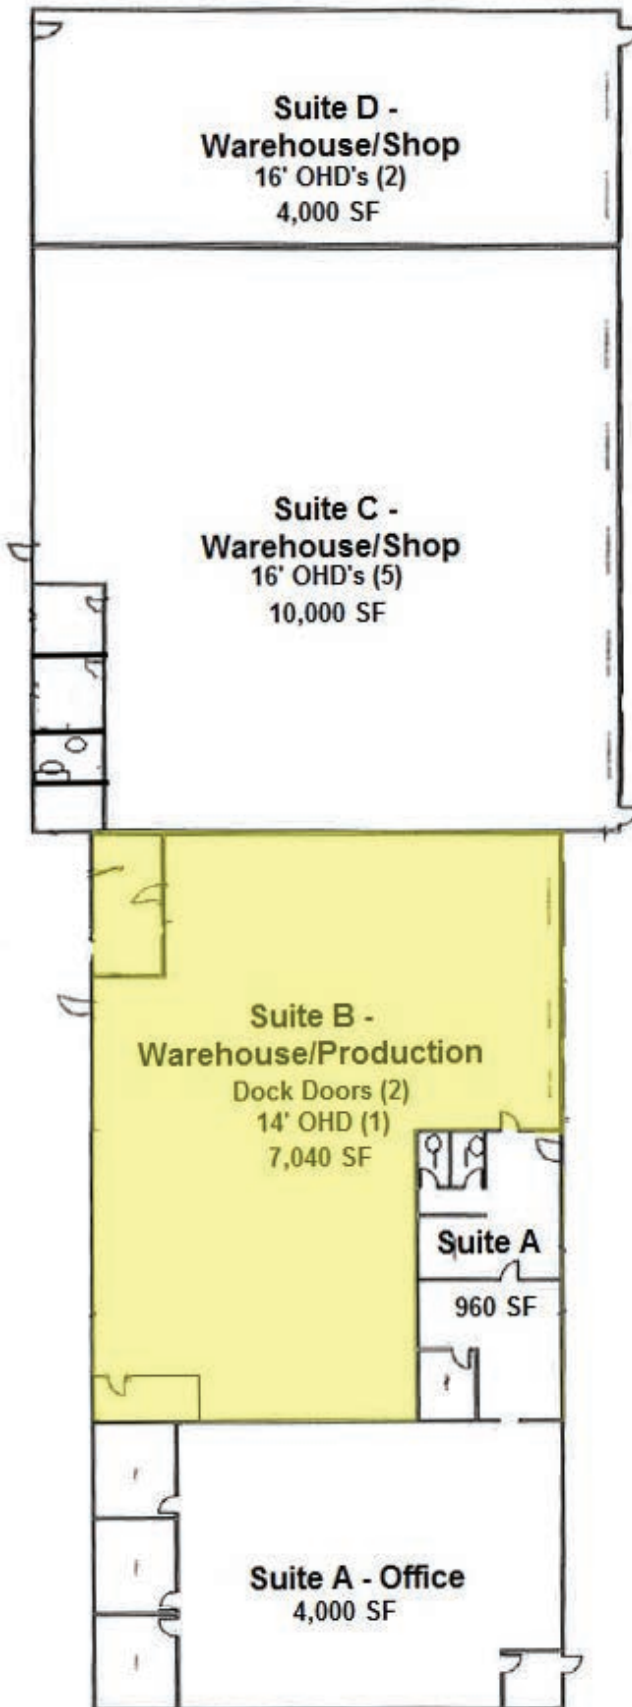 Suite D -
Warehouse/Shop
16' OHD's (2)
4,000 SF
Suite C -
Warehouse/Shop
16' OHD's (5)
10,000 SF
Suite B -
Warehouse/Production
Dock Doors (2)
14' OHD (1)
7,040 SF
Suite A
960 SF
Suite A - Office
4,000 SF